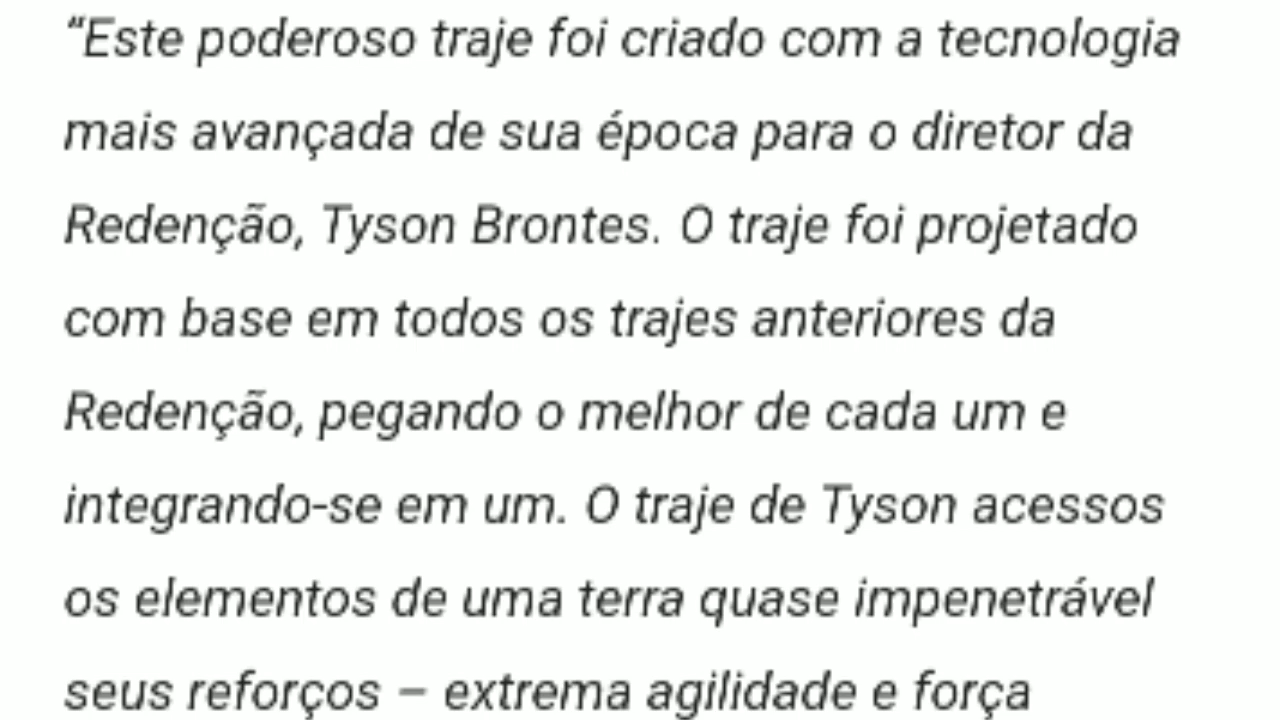 “Este poderoso traje foi criado com a tecnologia
mais avançada de sua época para o diretor da
Redenção, Tyson Brontes. O traje foi projetado
com base em todos os trajes anteriores da
Redenção, pegando o melhor de cada um e
integrando-se em um. O traje de Tyson acessos
os elementos de uma terra quase impenetrável
seus reforços – extrema agilidade e força